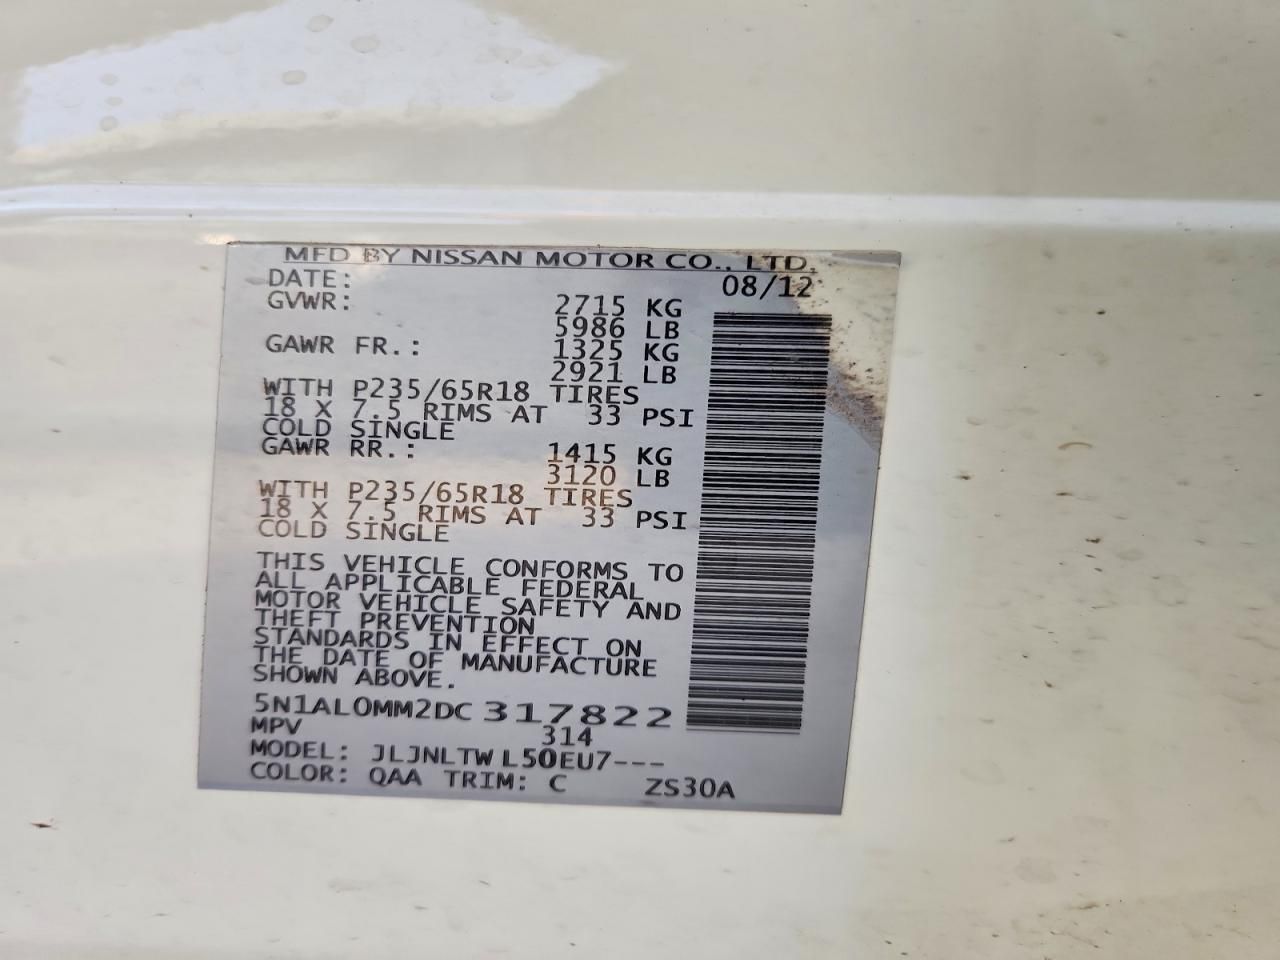 MFD BY NISSAN MOTOR CO., LTD.
DATE: 08/12
GVWR: 2715 KG
5986 LB
GAWR FR.: 1325 KG
2921 LB
WITH P235/65R18 TIRES
18 X 7.5 RIMS AT 33 PSI
COLD SINGLE
GAWR RR.: 1415 KG
3120 LB
WITH P235/65R18 TIRES
18 X 7.5 RIMS AT 33 PSI
COLD SINGLE
THIS VEHICLE CONFORMS TO
ALL APPLICABLE FEDERAL
MOTOR VEHICLE SAFETY AND
THEFT PREVENTION
STANDARDS IN EFFECT ON
THE DATE OF MANUFACTURE
SHOWN ABOVE.
5N1AL0MM2DC317822
MPV 314
MODEL: JLJNLTWL50EU7---
COLOR: QAA TRIM: C ZS30A